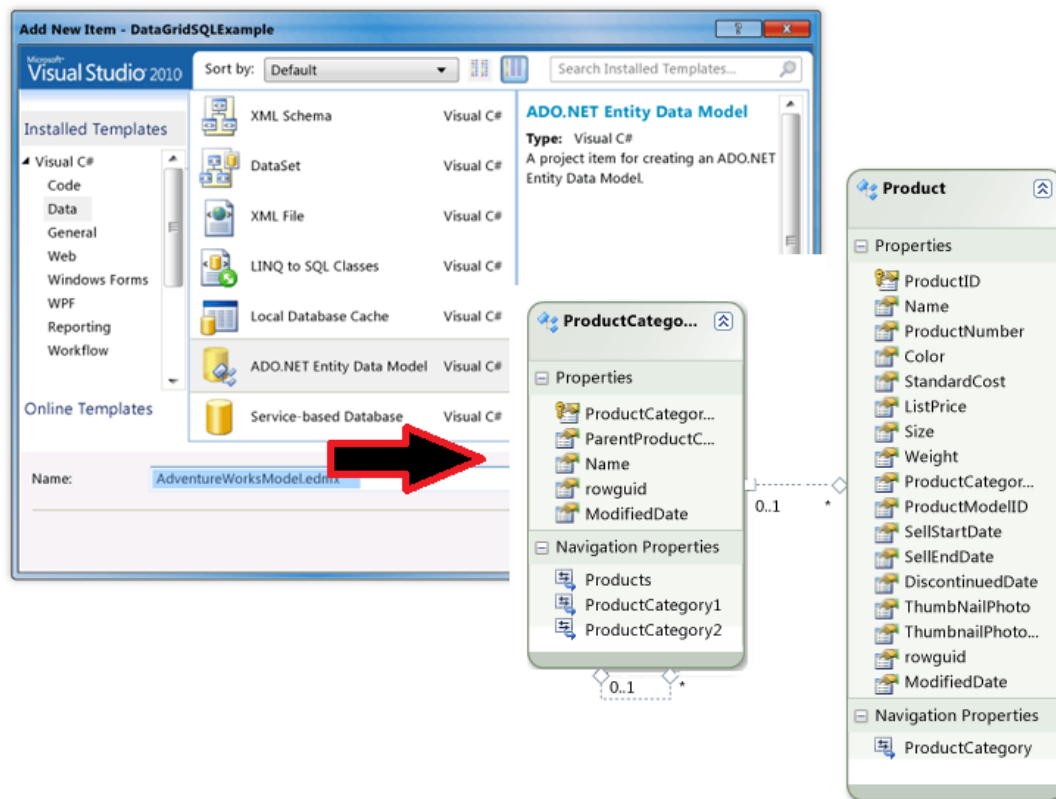 Add New Item - DataGridSQLExample
Microsoft
Visual Studio 2010
Sort by: Default
Search Installed Templates...
Installed Templates
Visual C#
Code
Data
General
Web
Windows Forms
WPF
Reporting
Workflow
Online Templates
XML Schema Visual C#
DataSet Visual C#
XML File Visual C#
LINQ to SQL Classes Visual C#
Local Database Cache Visual C#
ADO.NET Entity Data Model Visual C#
Service-based Database Visual C#
ADO.NET Entity Data Model
Type: Visual C#
A project item for creating an ADO.NET
Entity Data Model.
Name: AdventureWorksModel.edmx
ProductCatego...
Properties
ProductCategor...
ParentProductC...
Name
rowguid
ModifiedDate
Navigation Properties
Products
ProductCategory1
ProductCategory2
0..1 *
0..1 *
Product
Properties
ProductID
Name
ProductNumber
Color
StandardCost
ListPrice
Size
Weight
ProductCategor...
ProductModelID
SellStartDate
SellEndDate
DiscontinuedDate
ThumbNailPhoto
ThumbnailPhoto...
rowguid
ModifiedDate
Navigation Properties
ProductCategory